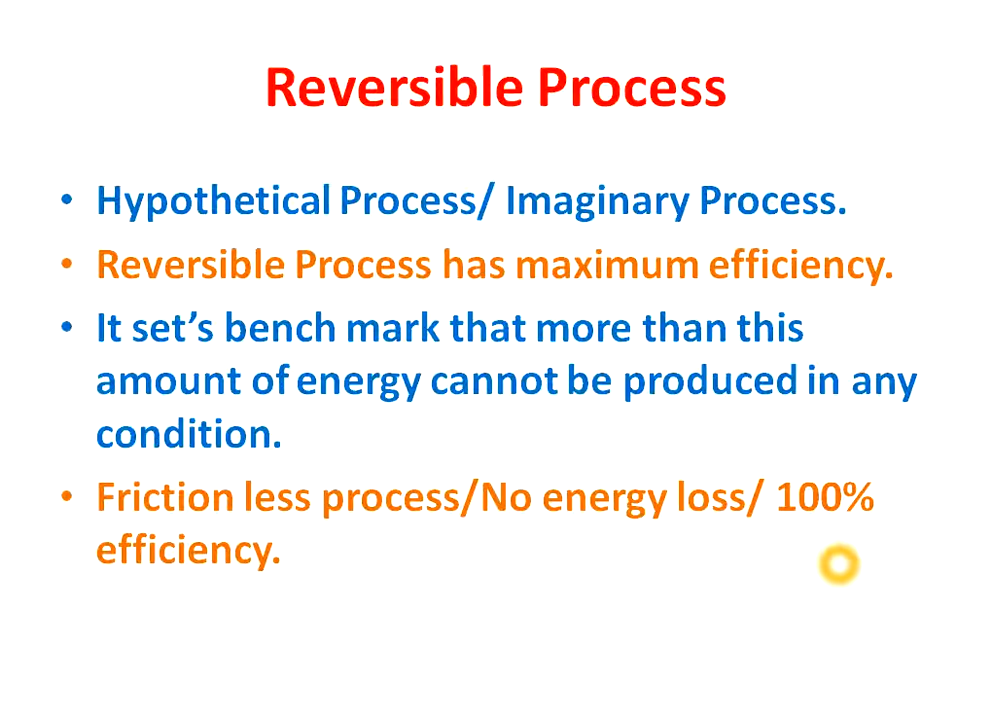 Reversible Process
• Hypothetical Process/ Imaginary Process.
• Reversible Process has maximum efficiency.
• It set’s bench mark that more than this
amount of energy cannot be produced in any
condition.
• Friction less process/No energy loss/ 100%
efficiency.